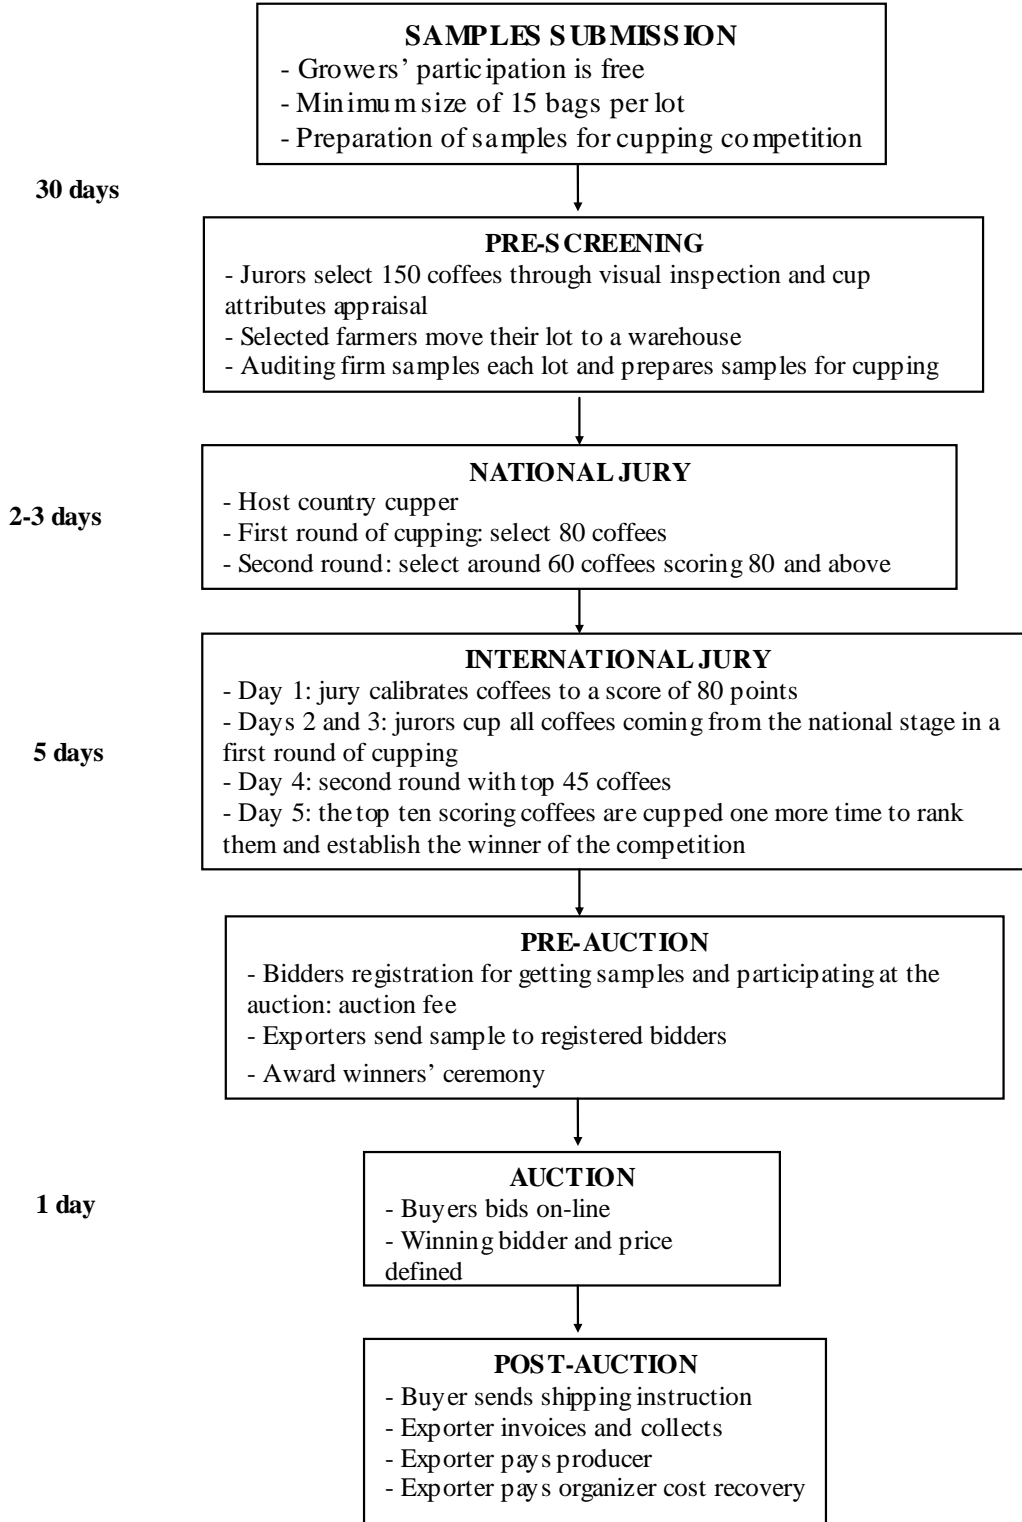 SAMPLES SUBMISSION
- Growers’ participation is free
- Minimum size of 15 bags per lot
- Preparation of samples for cupping competition
30 days
PRE-SCREENING
- Jurors select 150 coffees through visual inspection and cup
attributes appraisal
- Selected farmers move their lot to a warehouse
- Auditing firm samples each lot and prepares samples for cupping
NATIONAL JURY
2-3 days
- Host country cupper
- First round of cupping: select 80 coffees
- Second round: select around 60 coffees scoring 80 and above
INTERNATIONAL JURY
- Day 1: jury calibrates coffees to a score of 80 points
- Days 2 and 3: jurors cup all coffees coming from the national stage in a
first round of cupping
5 days
- Day 4: second round with top 45 coffees
- Day 5: the top ten scoring coffees are cupped one more time to rank
them and establish the winner of the competition
PRE-AUCTION
- Bidders registration for getting samples and participating at the
auction: auction fee
- Exporters send sample to registered bidders
- Award winners’ ceremony
AUCTION
1 day
- Buyers bids on-line
- Winning bidder and price
defined
POST-AUCTION
- Buyer sends shipping instruction
- Exporter invoices and collects
- Exporter pays producer
- Exporter pays organizer cost recovery